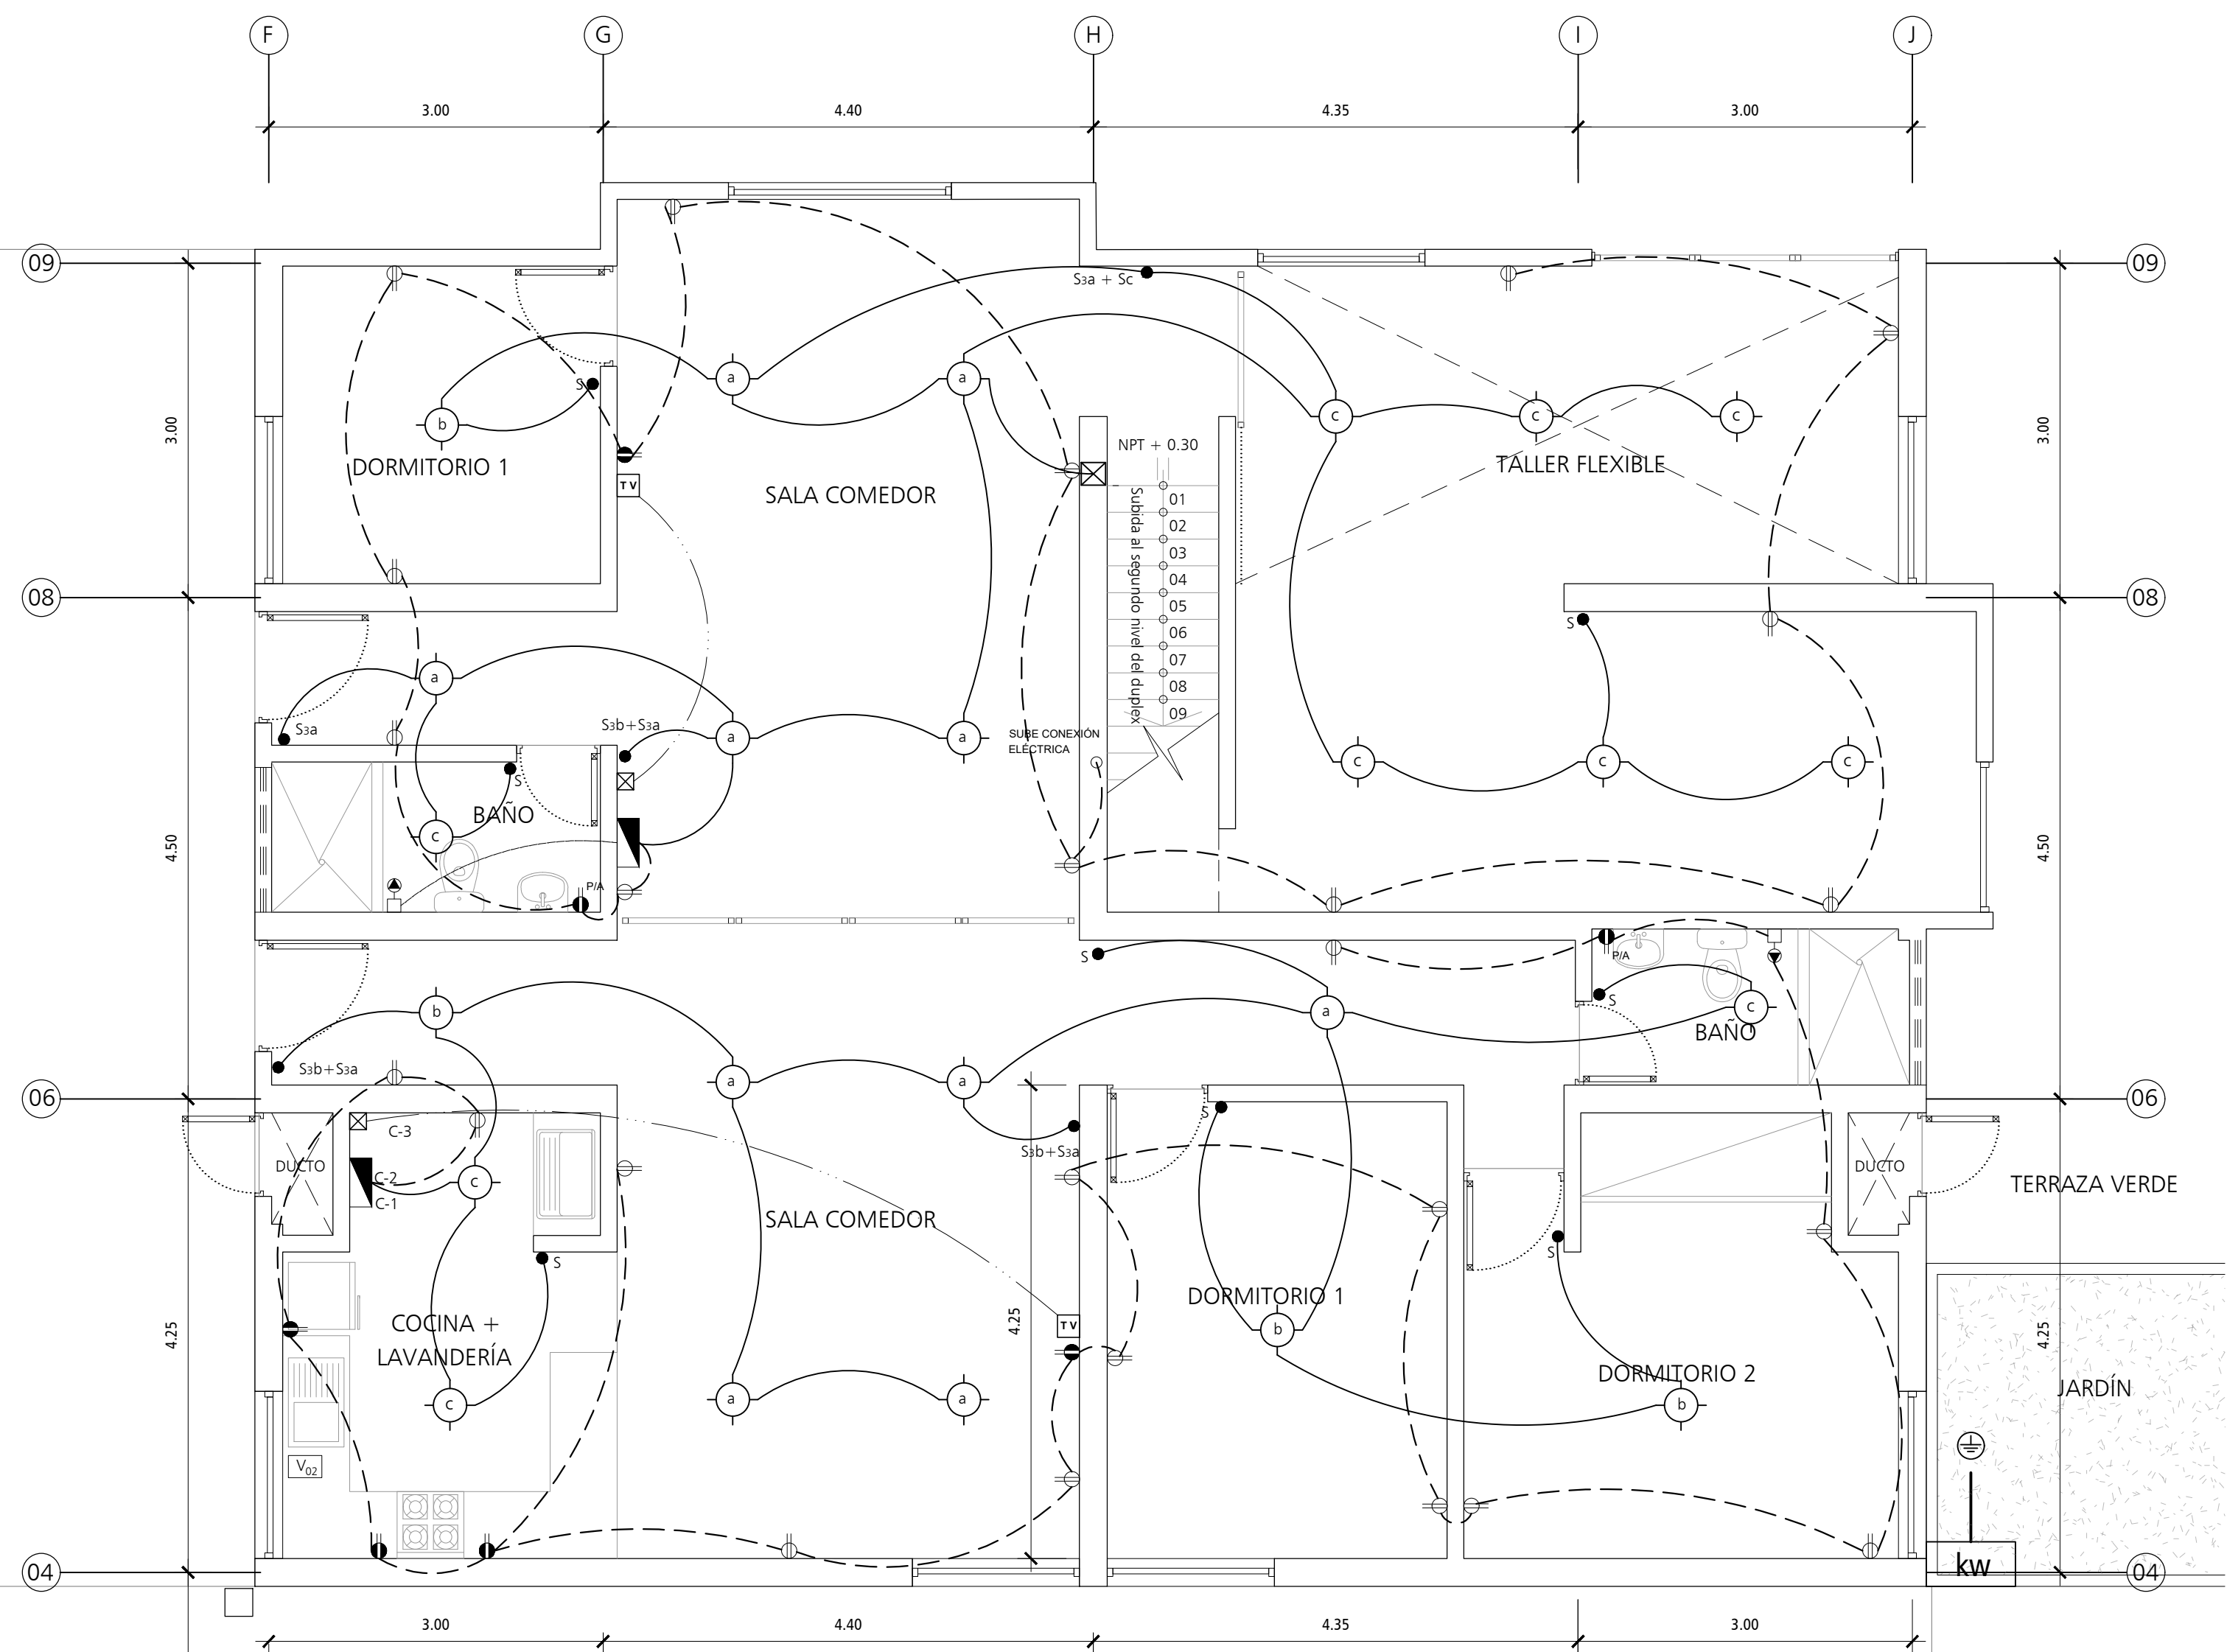 F G H I J
3.00 4.40 4.35 3.00
09 09
S3a + Sc
3.00 3.00
S
a a
b c c c
DORMITORIO 1
NPT + 0.30
TALLER FLEXIBLE
TV
SALA COMEDOR
Subida al segundo nivel del duplex
01
02
03
04
05
06
07
08
09
08 08
S
a
S3a
S3b+S3a
a a
SUBE CONEXIÓN
ELÉCTRICA
c c c
S
BAÑO
c
4.50 4.50
P/A
S
P/A
S
b a c
BAÑO
S3b+S3a
a a
06 06
C-3
S
S3b+S3a
DUCTO
C-2
C-1
c
DUCTO
TERRAZA VERDE
SALA COMEDOR
S
S
DORMITORIO 1
COCINA +
LAVANDERÍA
4.25 4.25 4.25
TV
b
DORMITORIO 2
JARDÍN
c a a b
V02
kw
04 04
3.00 4.40 4.35 3.00